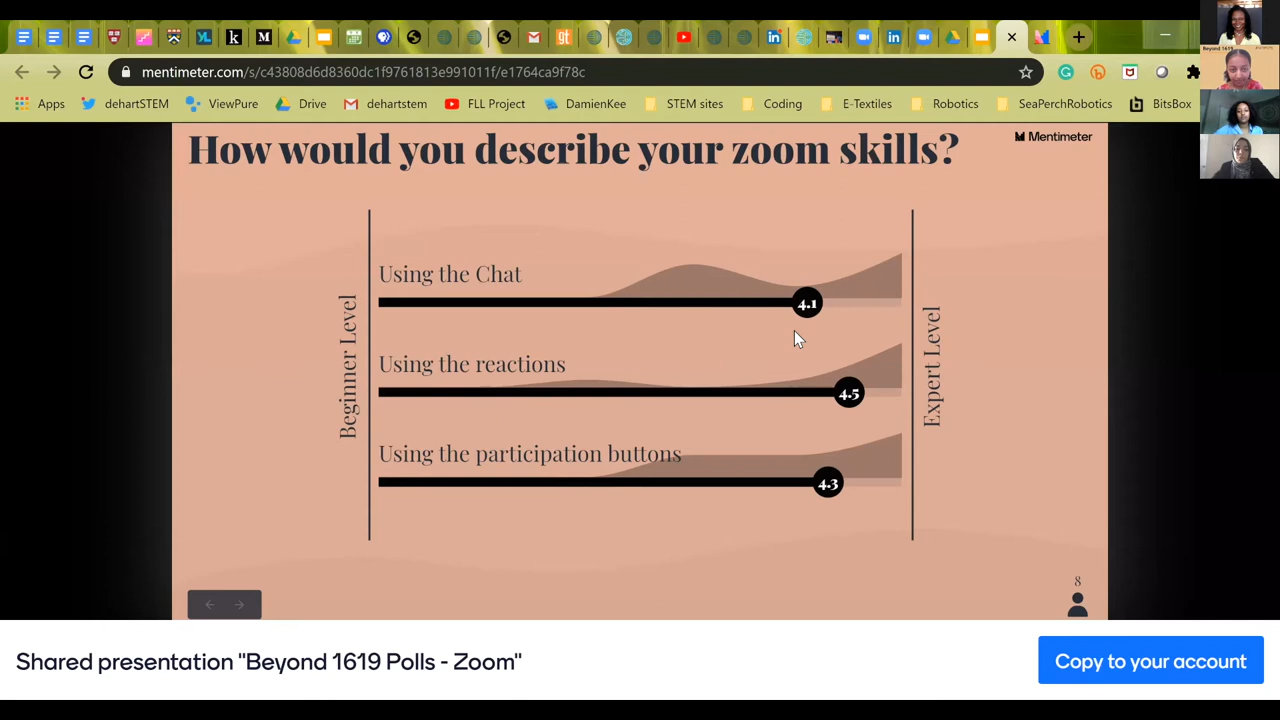 mentimeter.com/s/c43808d6d8360dc1f9761813e991011f/e1764ca9f78c
Apps dehartSTEM ViewPure Drive dehartstem FLL Project DamienKee STEM sites Coding E-Textiles Robotics SeaPerchRobotics BitsBox
Beyond 1619
How would you describe your zoom skills?
Mentimeter
Beginner Level
Using the Chat
4.1
Using the reactions
4.5
Using the participation buttons
4.3
Expert Level
8
Shared presentation "Beyond 1619 Polls - Zoom"
Copy to your account